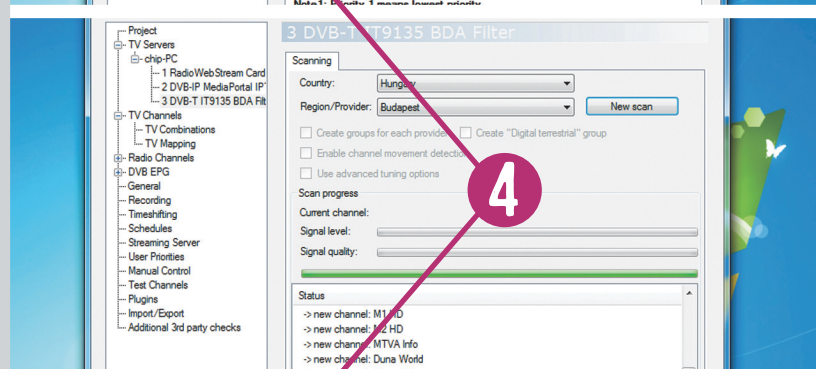 Note1: Priority 1 means lowest priority
Project
TV Servers
chip-PC
1 RadioWebStream Card
2 DVB-IP MediaPortal IP
3 DVB-T IT9135 BDA Filt
TV Channels
TV Combinations
TV Mapping
Radio Channels
DVB EPG
General
Recording
Timeshifting
Schedules
Streaming Server
User Priorities
Manual Control
Test Channels
Plugins
Import/Export
Additional 3rd party checks
3 DVB-T IT9135 BDA Filter
Scanning
Country: Hungary
Region/Provider: Budapest New scan
Create groups for each provider Create "Digital terrestrial" group
Enable channel movement detection
Use advanced tuning options
Scan progress
Current channel:
Signal level:
Signal quality:
Status
-> new channel: M1 HD
-> new channel: M2 HD
-> new channel: MTVA Info
-> new channel: Duna World
4